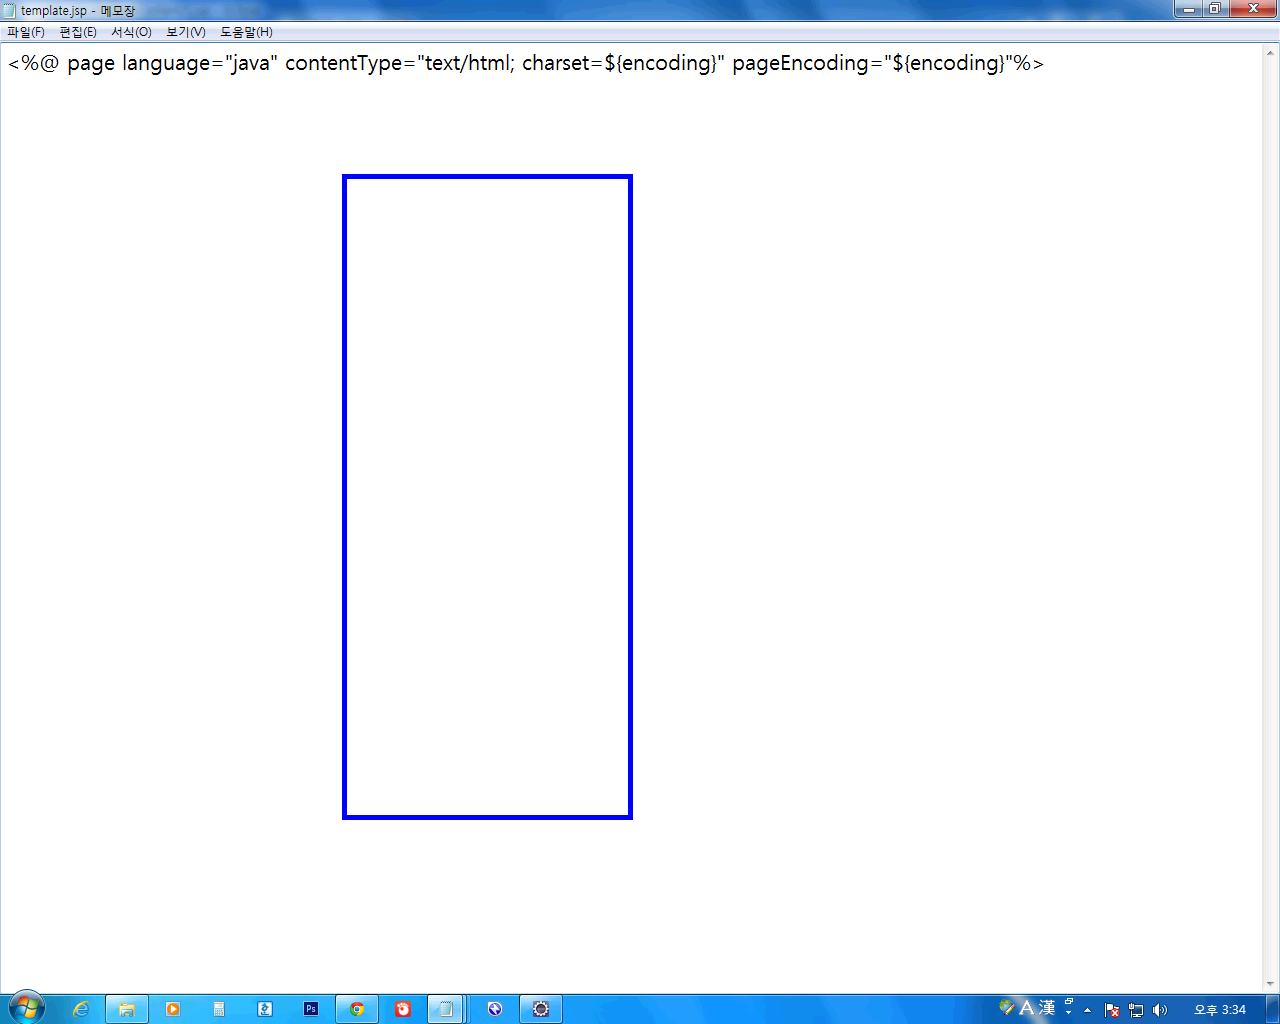 template.jsp - 메모장
파일(F) 편집(E) 서식(O) 보기(V) 도움말(H)
<%@ page language="java" contentType="text/html; charset=${encoding}" pageEncoding="${encoding}"%>
Ps
A 漢
오후 3:34